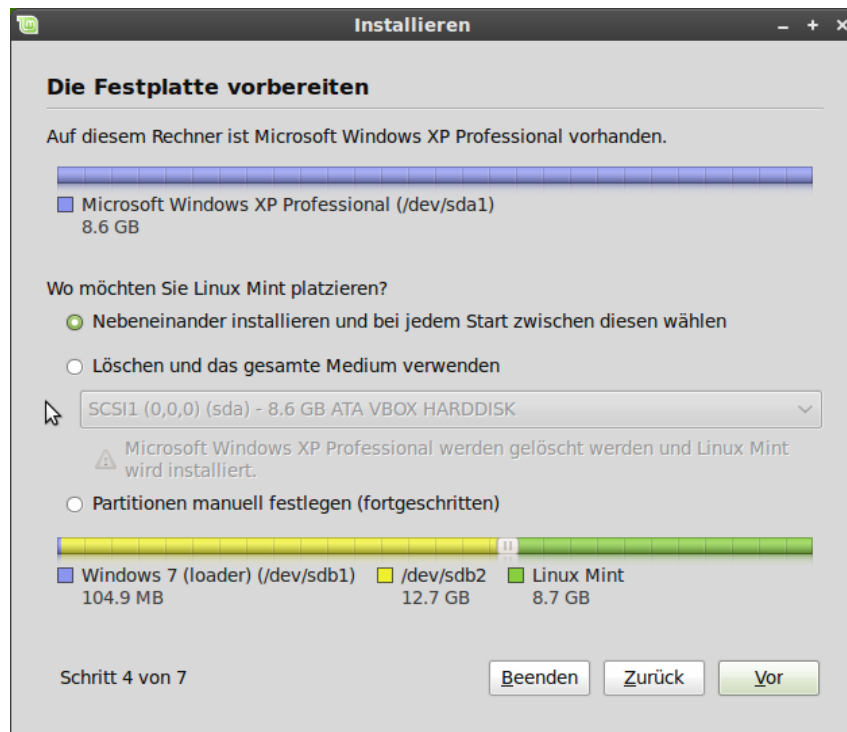 Installieren
Die Festplatte vorbereiten
Auf diesem Rechner ist Microsoft Windows XP Professional vorhanden.
Microsoft Windows XP Professional (/dev/sda1)
8.6 GB
Wo möchten Sie Linux Mint platzieren?
Nebeneinander installieren und bei jedem Start zwischen diesen wählen
Löschen und das gesamte Medium verwenden
SCSI1 (0,0,0) (sda) - 8.6 GB ATA VBOX HARDDISK
Microsoft Windows XP Professional werden gelöscht werden und Linux Mint
wird installiert.
Partitionen manuell festlegen (fortgeschritten)
Windows 7 (loader) (/dev/sdb1) /dev/sdb2 Linux Mint
104.9 MB 12.7 GB 8.7 GB
Schritt 4 von 7 Beenden Zurück Vor